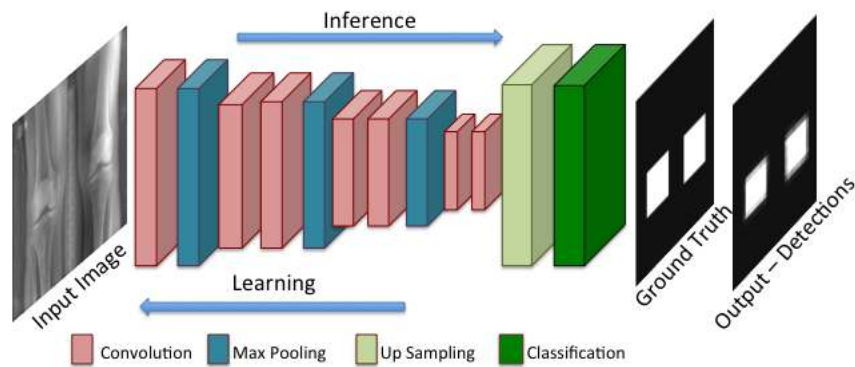 Inference
Input Image
Ground Truth
Output – Detections
Learning
Convolution
Max Pooling
Up Sampling
Classification